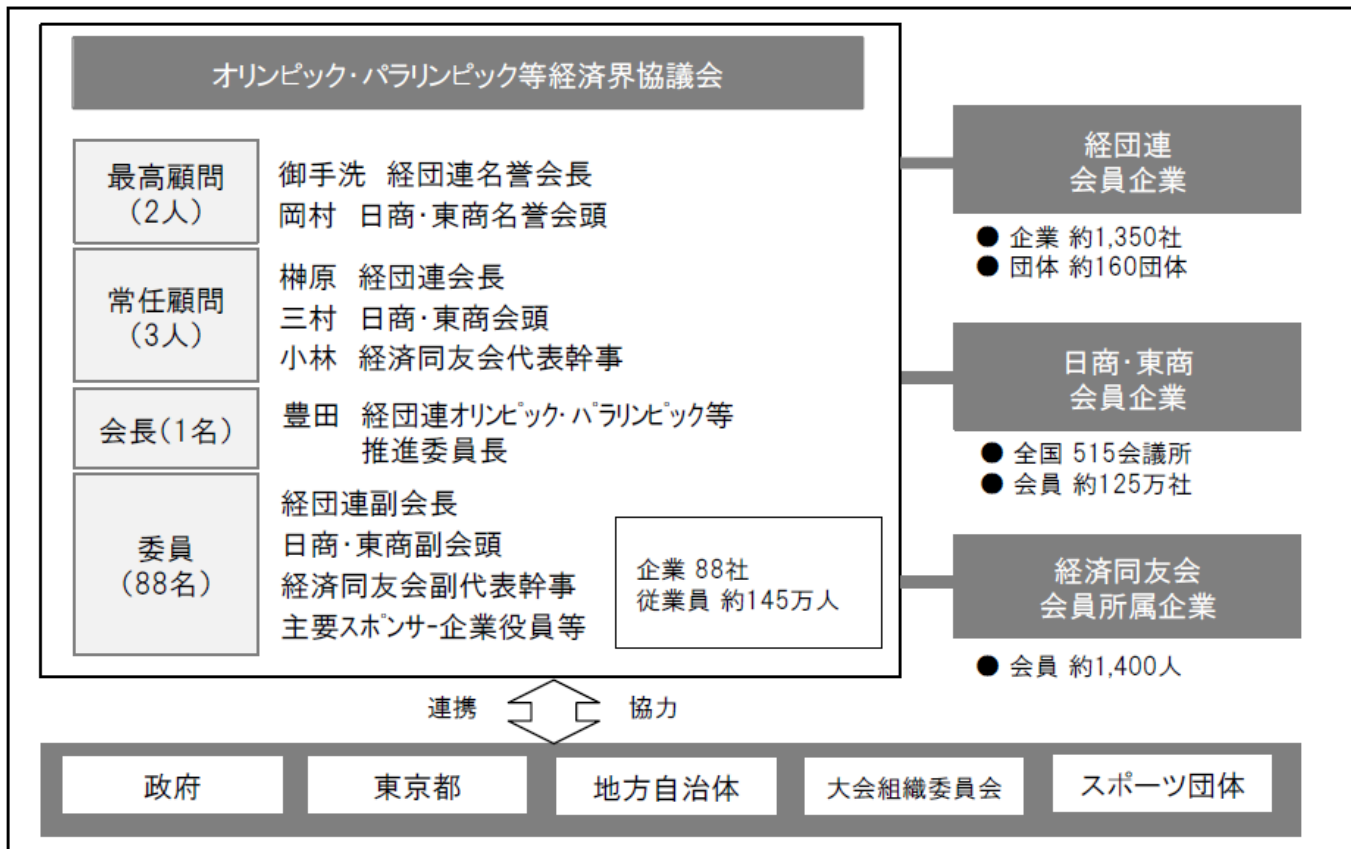 オリンピック・パラリンピック等経済界協議会
最高顧問
(2人)
御手洗 経団連名誉会長
岡村 日商・東商名誉会頭
常任顧問
(3人)
榊原 経団連会長
三村 日商・東商会頭
小林 経済同友会代表幹事
会長(1名)
豊田 経団連オリンピック・パラリンピック等
推進委員長
委員
(88名)
経団連副会長
日商・東商副会頭
経済同友会副代表幹事
主要スポンサー企業役員等
企業 88社
従業員 約145万人
経団連
会員企業
● 企業 約1,350社
● 団体 約160団体
日商・東商
会員企業
● 全国 515会議所
● 会員 約125万社
経済同友会
会員所属企業
● 会員 約1,400人
連携 協力
政府 東京都 地方自治体 大会組織委員会 スポーツ団体